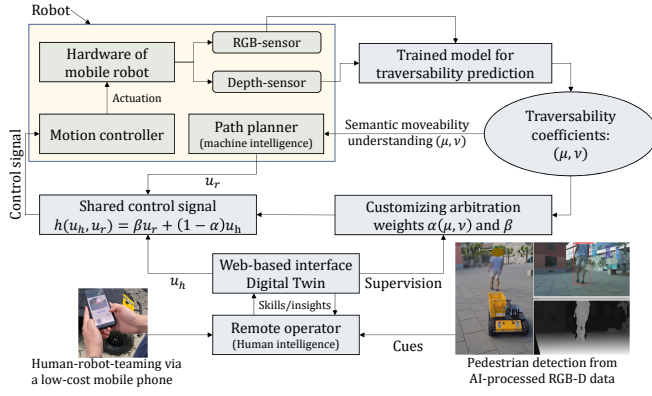 Robot
Hardware of
mobile robot
RGB-sensor
Depth-sensor
Trained model for
traversability prediction
Actuation
Motion controller
Path planner
(machine intelligence)
Semantic moveability
understanding (μ, ν)
Traversability
coefficients:
(μ, ν)
Control signal
u_r
Shared control signal
h(u_h, u_r) = βu_r + (1 − α)u_h
Customizing arbitration
weights α(μ, ν) and β
u_h
Web-based interface
Digital Twin
Supervision
Skills/insights
Remote operator
(Human intelligence)
Cues
Human-robot-teaming via
a low-cost mobile phone
Pedestrian detection from
AI-processed RGB-D data